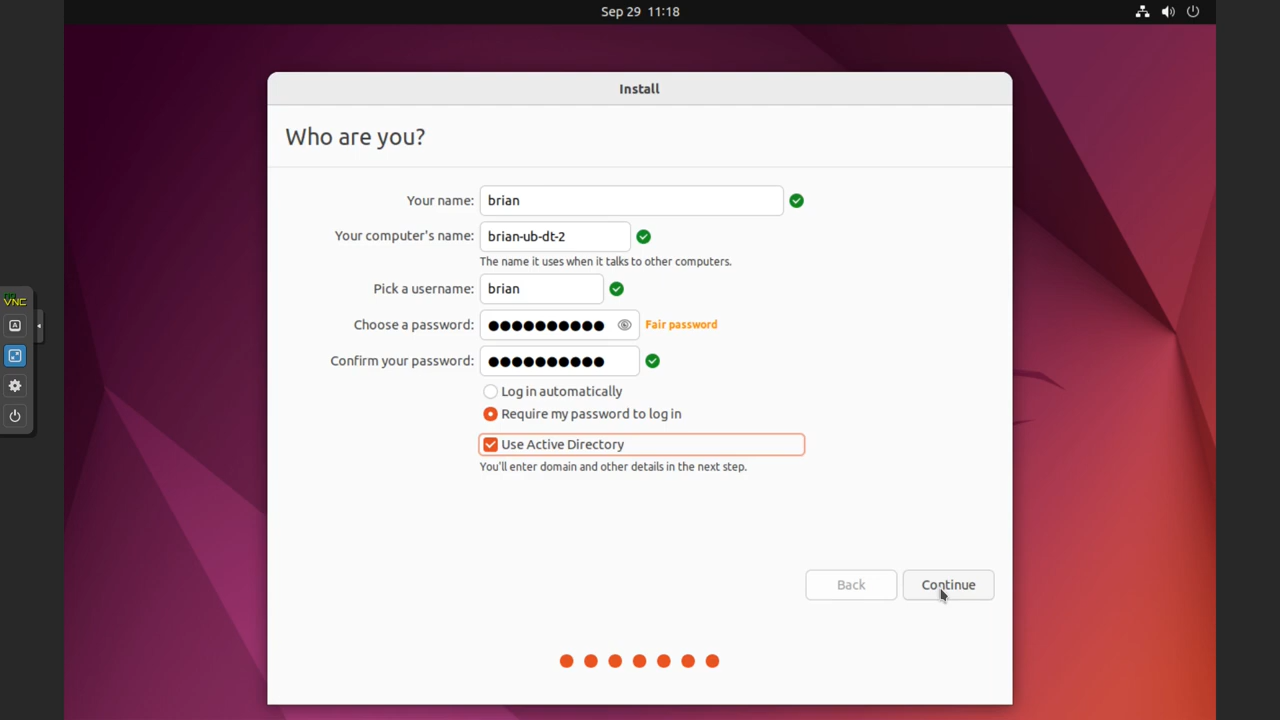 Sep 29 11:18
Install
Who are you?
Your name: brian
Your computer's name: brian-ub-dt-2
The name it uses when it talks to other computers.
Pick a username: brian
Choose a password: ●●●●●●●●●● Fair password
Confirm your password: ●●●●●●●●●●
Log in automatically
Require my password to log in
Use Active Directory
You'll enter domain and other details in the next step.
Back Continue
VNC
A